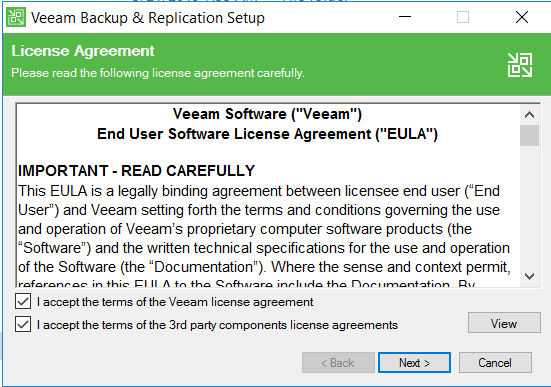 Veeam Backup & Replication Setup
License Agreement
Please read the following license agreement carefully.
Veeam Software ("Veeam")
End User Software License Agreement ("EULA")
IMPORTANT - READ CAREFULLY
This EULA is a legally binding agreement between licensee end user (“End
User”) and Veeam setting forth the terms and conditions governing the use
and operation of Veeam’s proprietary computer software products (the
“Software”) and the written technical specifications for the use and operation
of the Software (the “Documentation”). Where the sense and context permit,
references in this EULA to the Software include the Documentation. By
I accept the terms of the Veeam license agreement
I accept the terms of the 3rd party components license agreements
View
< Back
Next >
Cancel